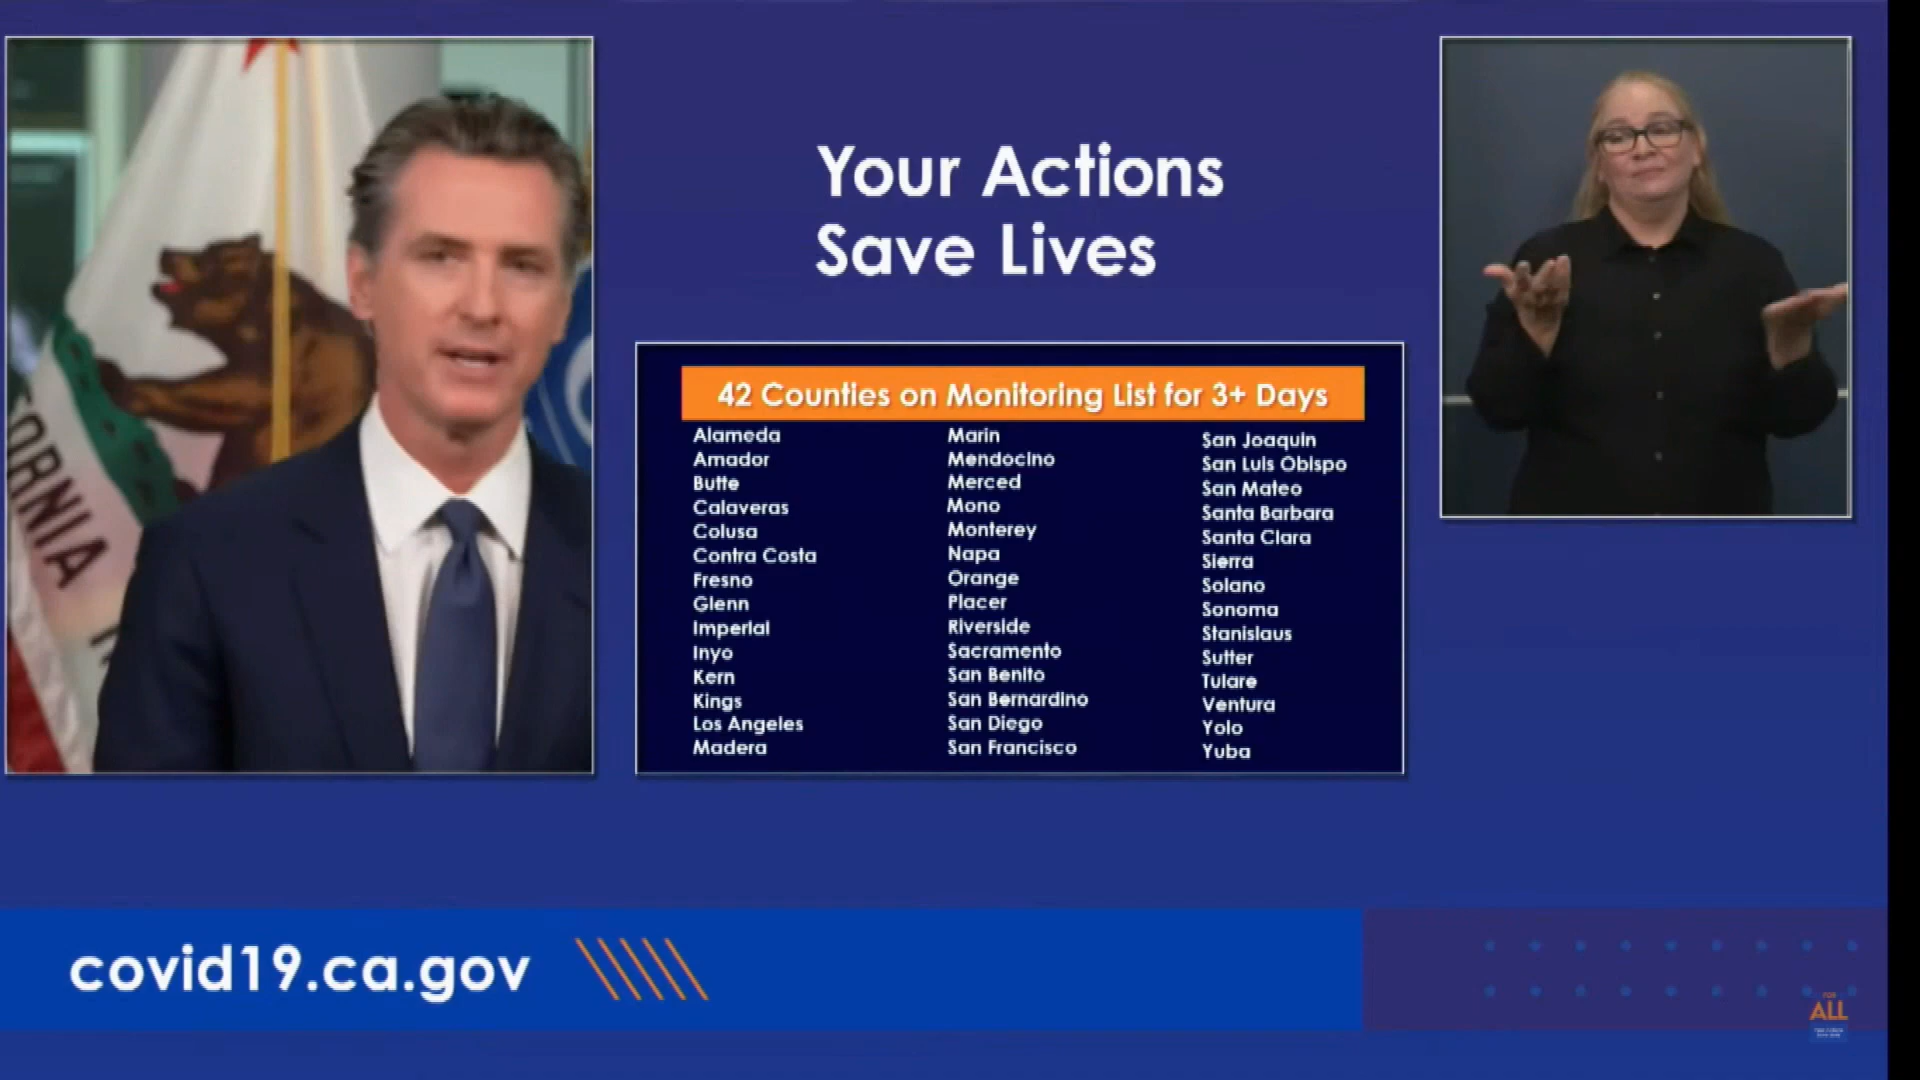 Your Actions
Save Lives
42 Counties on Monitoring List for 3+ Days
Alameda
Amador
Butte
Calaveras
Colusa
Contra Costa
Fresno
Glenn
Imperial
Inyo
Kern
Kings
Los Angeles
Madera
Marin
Mendocino
Merced
Mono
Monterey
Napa
Orange
Placer
Riverside
Sacramento
San Benito
San Bernardino
San Diego
San Francisco
San Joaquin
San Luis Obispo
San Mateo
Santa Barbara
Santa Clara
Sierra
Solano
Sonoma
Stanislaus
Sutter
Tulare
Ventura
Yolo
Yuba
covid19.ca.gov
FOR
ALL